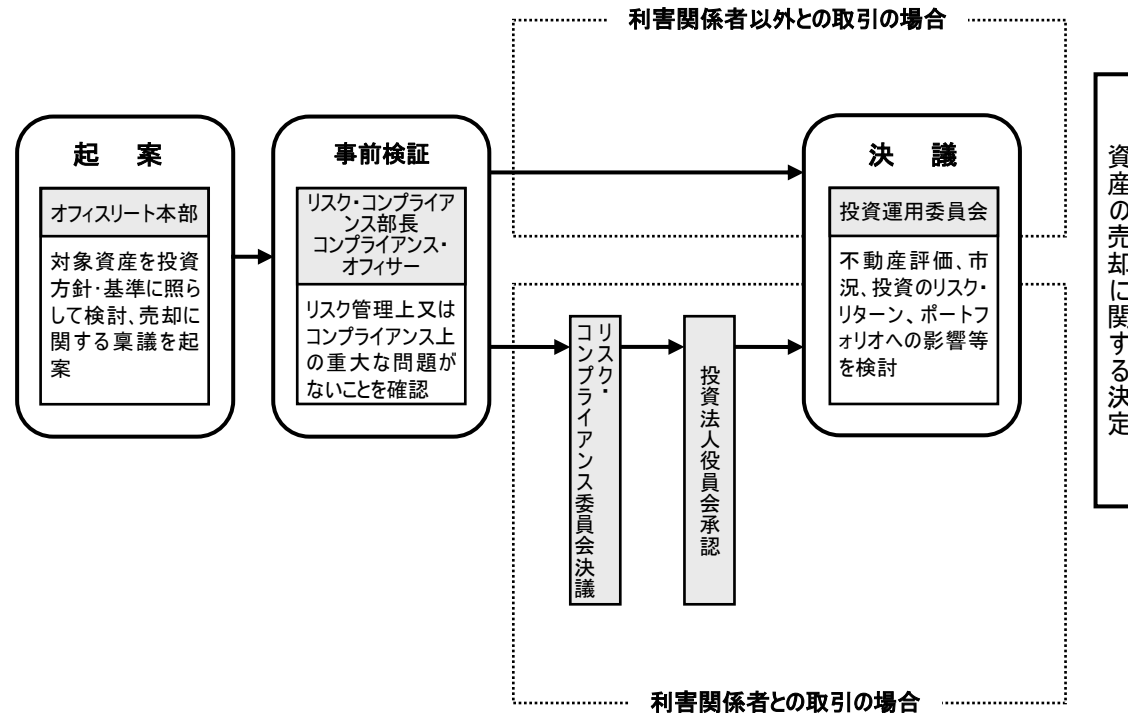 利害関係者以外との取引の場合
起　案
オフィスリート本部
対象資産を投資
方針・基準に照ら
して検討、売却に
関する稟議を起
案
事前検証
リスク・コンプライア
ンス部長
コンプライアンス・
オフィサー
リスク管理上又は
コンプライアンス上
の重大な問題が
ないことを確認
リスク・
コンプライアンス委員会決議
投資法人役員会承認
決　議
投資運用委員会
不動産評価、市
況、投資のリスク・
リターン、ポートフ
ォリオへの影響等
を検討
資産の売却に関する決定
利害関係者との取引の場合